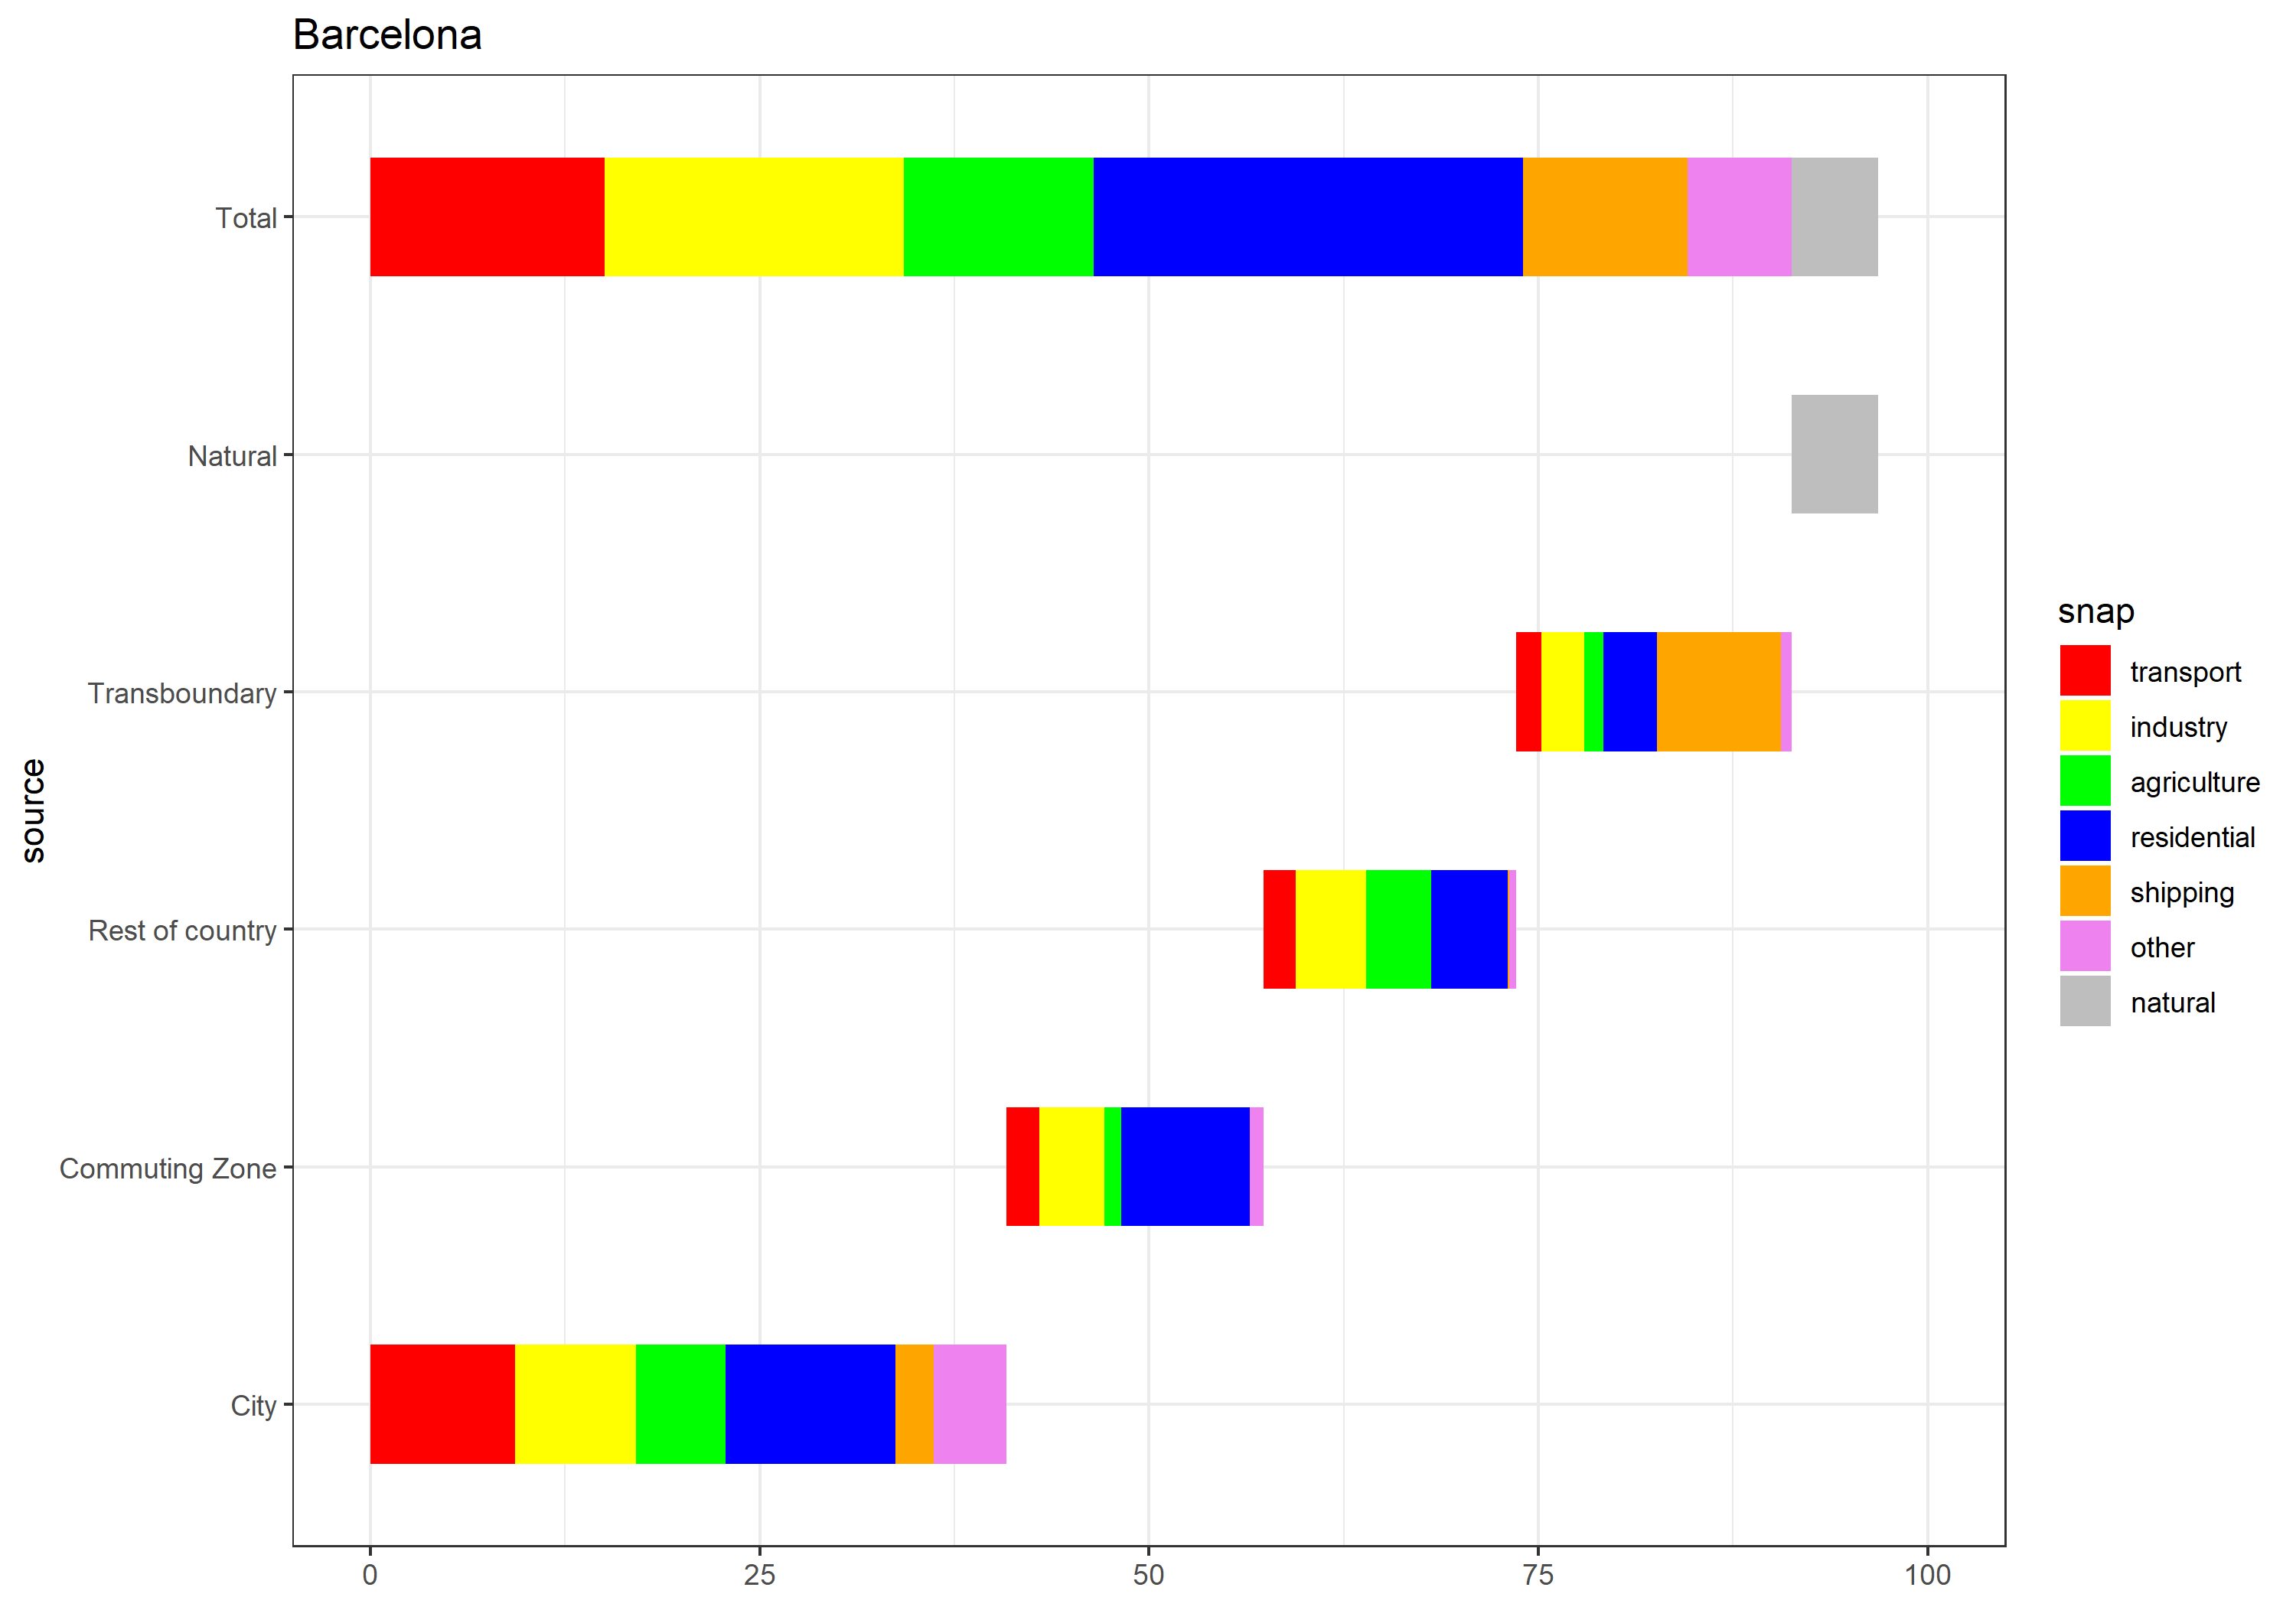 Barcelona
source
Total
Natural
Transboundary
Rest of country
Commuting Zone
City
0 25 50 75 100
snap
transport
industry
agriculture
residential
shipping
other
natural